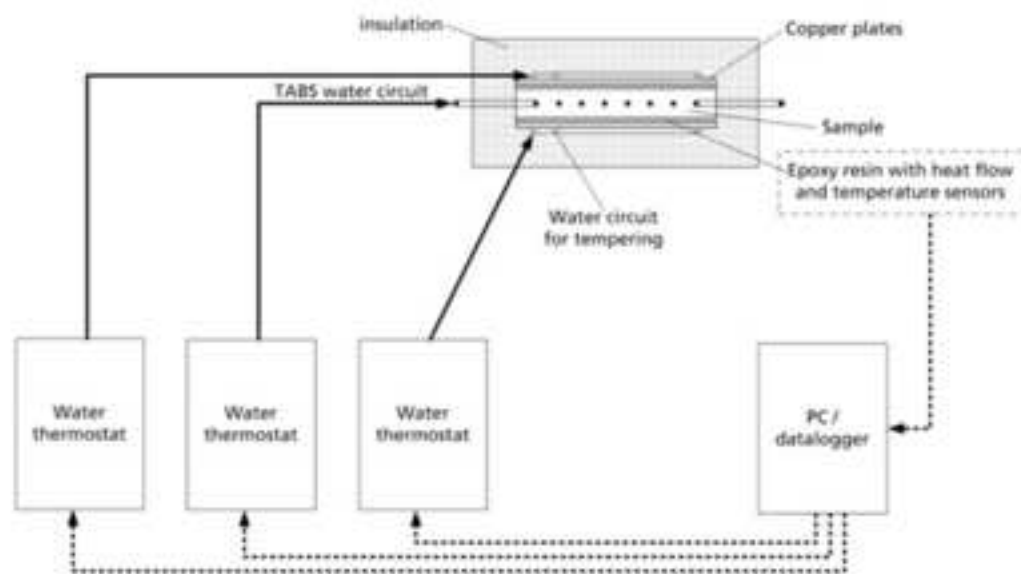 insulation
Copper plates
TABS water circuit
Sample
Epoxy resin with heat flow
and temperature sensors
Water circuit
for tempering
Water
thermostat
Water
thermostat
Water
thermostat
PC /
datalogger